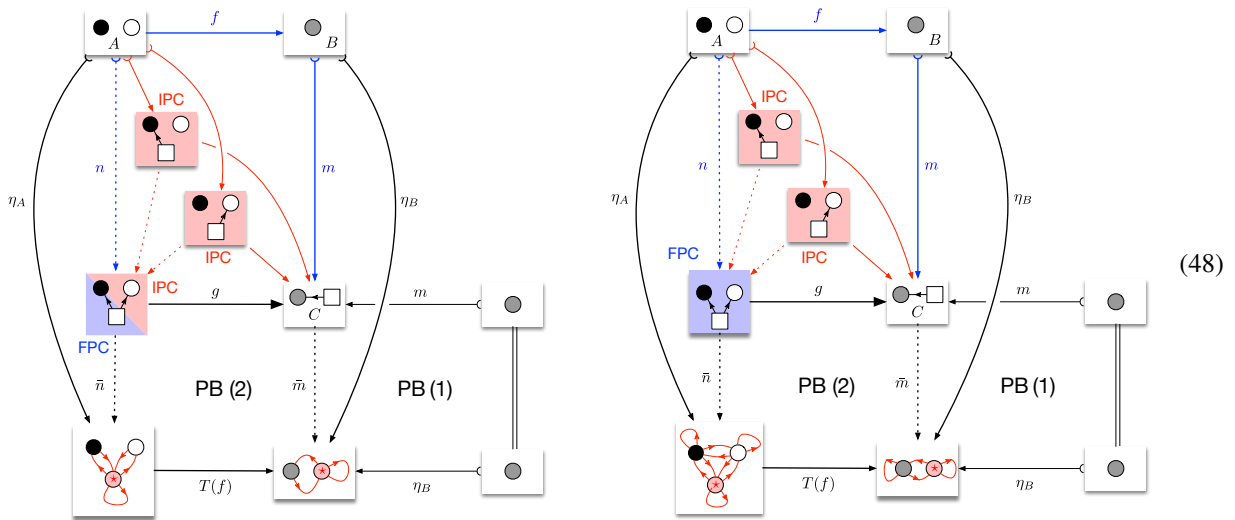 f
A
B
IPC
n
m
η_A
IPC
η_B
IPC
g
C
m
FPC
n̄
PB (2)
m̄
PB (1)
*
*
T(f)
η_B
f
A
B
IPC
n
m
η_A
η_B
FPC
IPC
g
C
m
n̄
PB (2)
m̄
PB (1)
*
*
T(f)
η_B
(48)